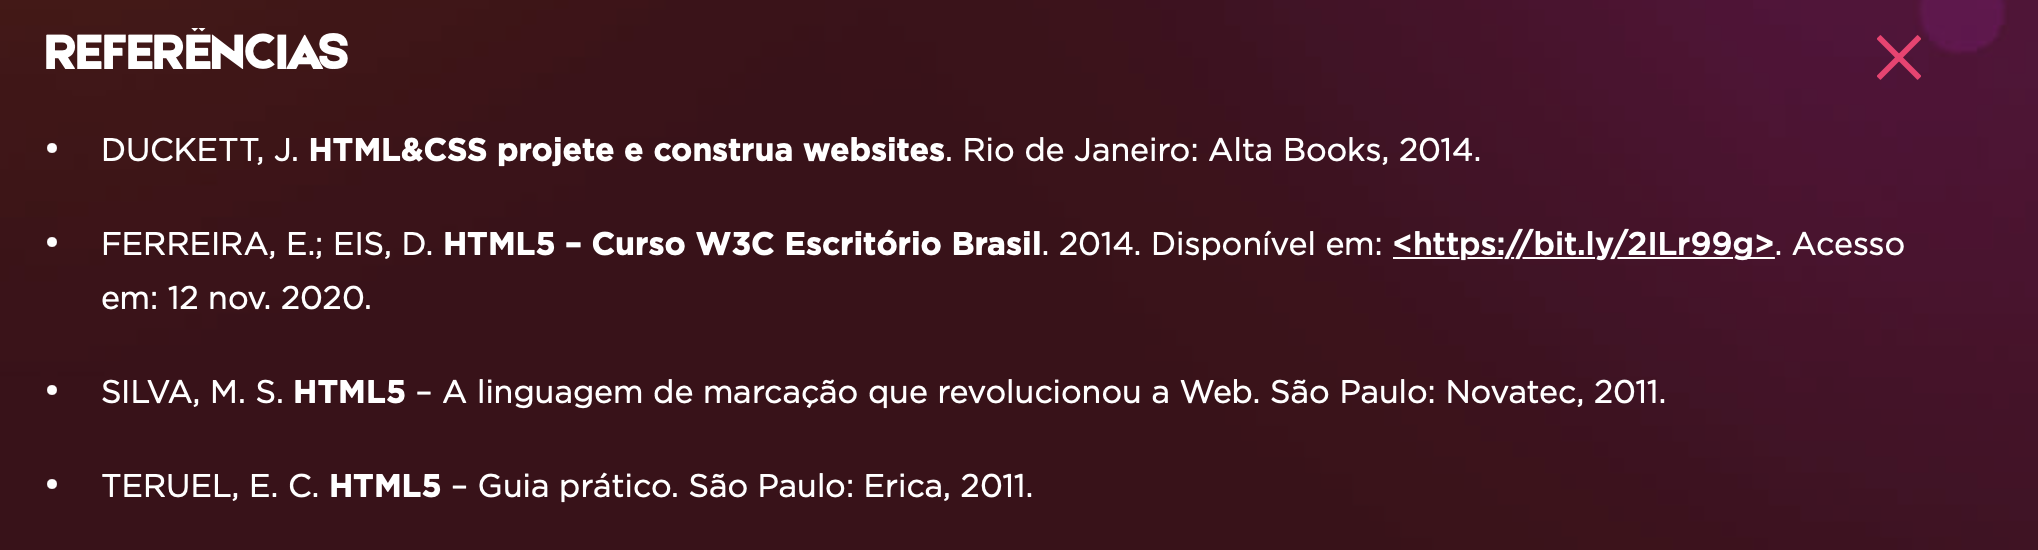 REFERÊNCIAS
• DUCKETT, J. HTML&CSS projete e construa websites. Rio de Janeiro: Alta Books, 2014.
• FERREIRA, E.; EIS, D. HTML5 – Curso W3C Escritório Brasil. 2014. Disponível em: <https://bit.ly/2ILr99g>. Acesso
em: 12 nov. 2020.
• SILVA, M. S. HTML5 – A linguagem de marcação que revolucionou a Web. São Paulo: Novatec, 2011.
• TERUEL, E. C. HTML5 – Guia prático. São Paulo: Erica, 2011.